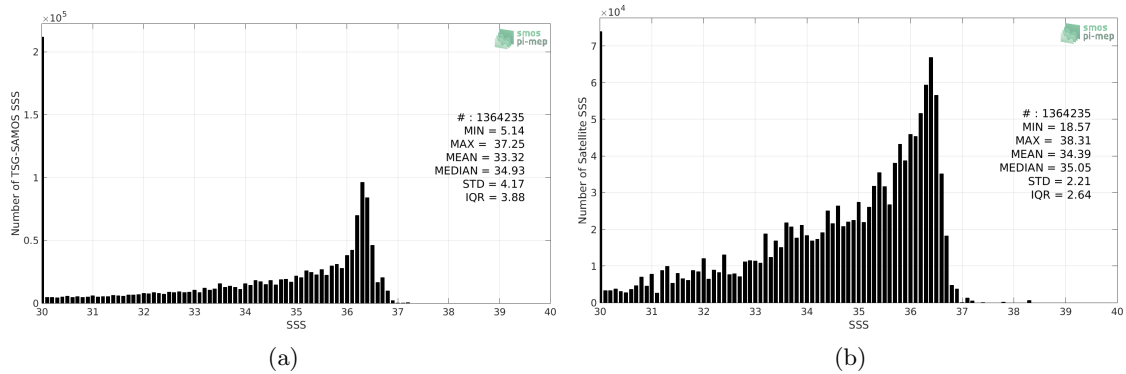 ×10^5
smos
pi-mep
2
1.5
1
0.5
0
Number of TSG-SAMOS SSS
# : 1364235
MIN = 5.14
MAX = 37.25
MEAN = 33.32
MEDIAN = 34.93
STD = 4.17
IQR = 3.88
30 31 32 33 34 35 36 37 38 39 40
SSS
(a)
×10^4
smos
pi-mep
7
6
5
4
3
2
1
0
Number of Satellite SSS
# : 1364235
MIN = 18.57
MAX = 38.31
MEAN = 34.39
MEDIAN = 35.05
STD = 2.21
IQR = 2.64
30 31 32 33 34 35 36 37 38 39 40
SSS
(b)